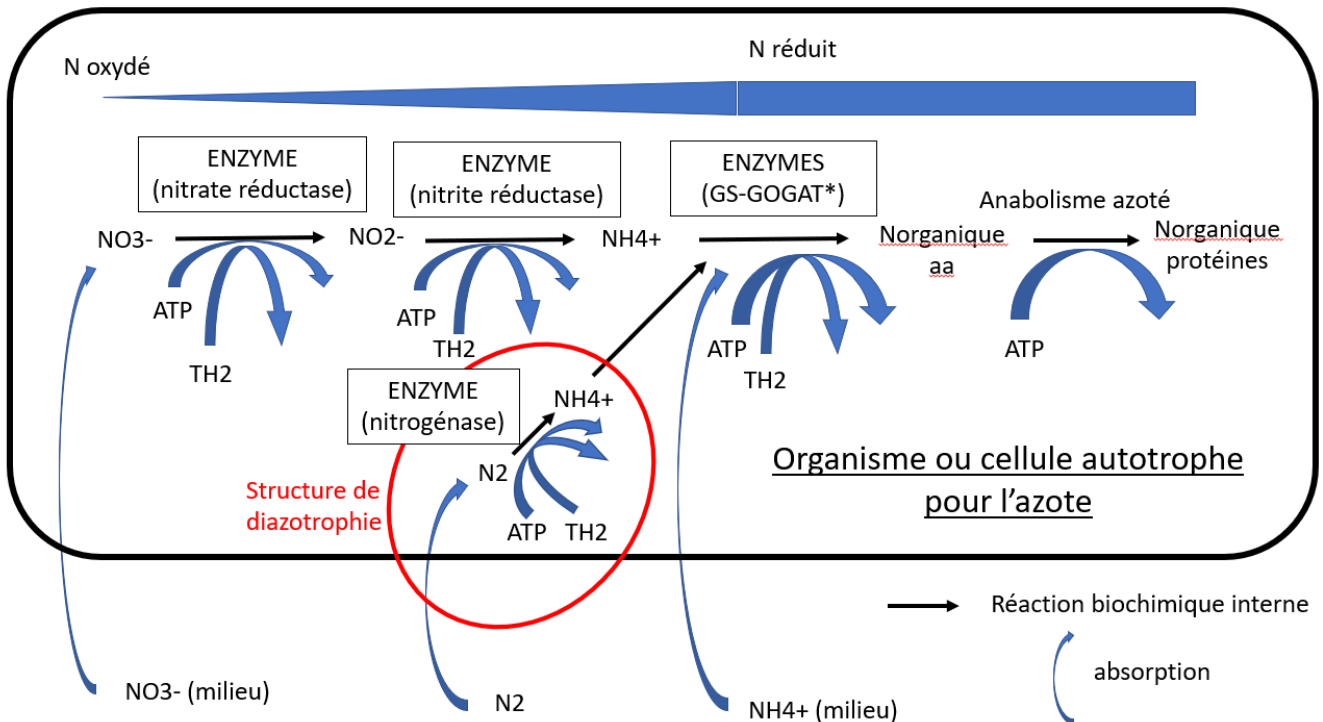 N oxydé
N réduit
ENZYME
(nitrate réductase)
ENZYME
(nitrite réductase)
ENZYMES
(GS-GOGAT*)
Anabolisme azoté
NO3-
NO2-
NH4+
Norganique
aa
Norganique
protéines
ATP
TH2
ATP
TH2
ATP
TH2
ATP
ENZYME
(nitrogénase)
NH4+
N2
ATP
TH2
Structure de
diazotrophie
Organisme ou cellule autotrophe
pour l'azote
Réaction biochimique interne
absorption
NO3- (milieu)
N2
NH4+ (milieu)